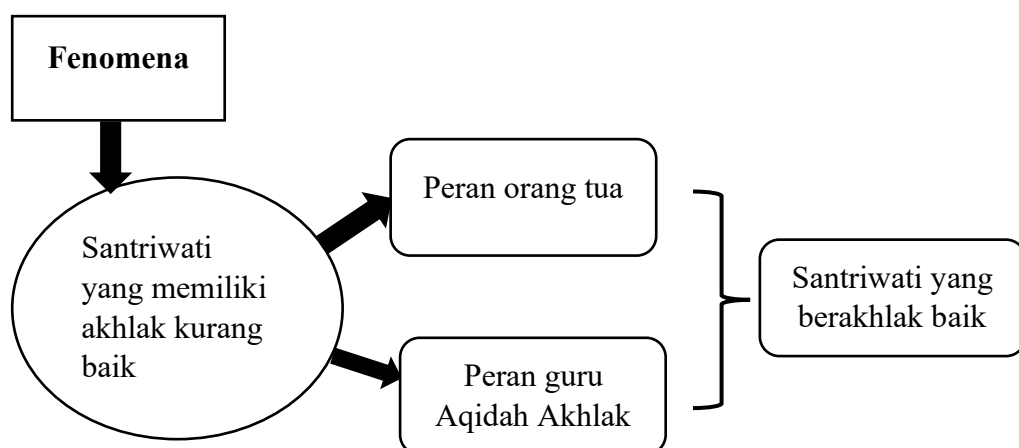 Fenomena
Santriwati
yang memiliki
akhlak kurang
baik
Peran orang tua
Peran guru
Aqidah Akhlak
Santriwati yang
berakhlak baik